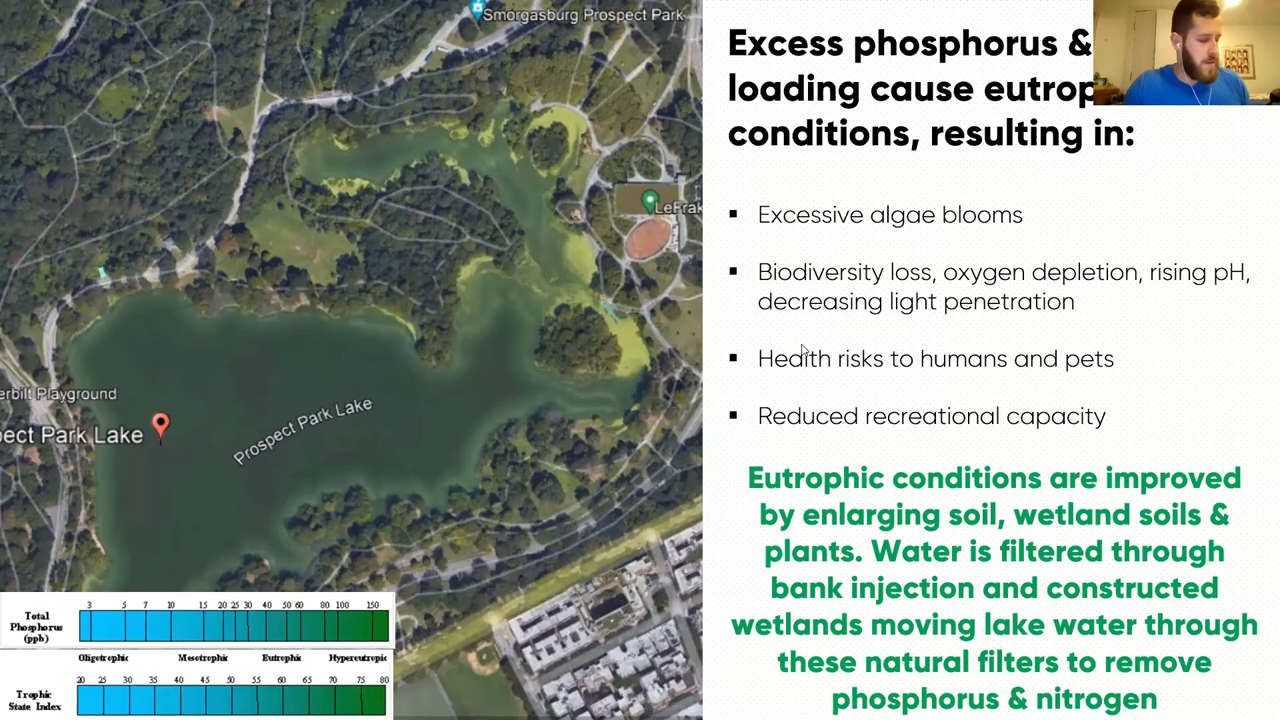 Smorgasburg Prospect Park
LeFrak
erbilt Playground
pect Park Lake
Prospect Park Lake
Total
Phosphorus
(ppb)
3 5 7 10 15 20 25 30 40 50 60 80 100 150
Oligotrophic Mesotrophic Eutrophic Hypereutropic
Trophic
State Index
20 25 30 35 40 45 50 55 60 65 70 75 80
Excess phosphorus &
loading cause eutrop
conditions, resulting in:
▪ Excessive algae blooms
▪ Biodiversity loss, oxygen depletion, rising pH,
decreasing light penetration
▪ Health risks to humans and pets
▪ Reduced recreational capacity
Eutrophic conditions are improved
by enlarging soil, wetland soils &
plants. Water is filtered through
bank injection and constructed
wetlands moving lake water through
these natural filters to remove
phosphorus & nitrogen